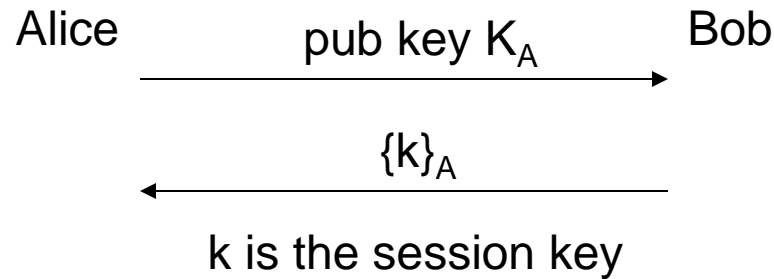 Alice pub key K_A Bob
{k}_A
k is the session key